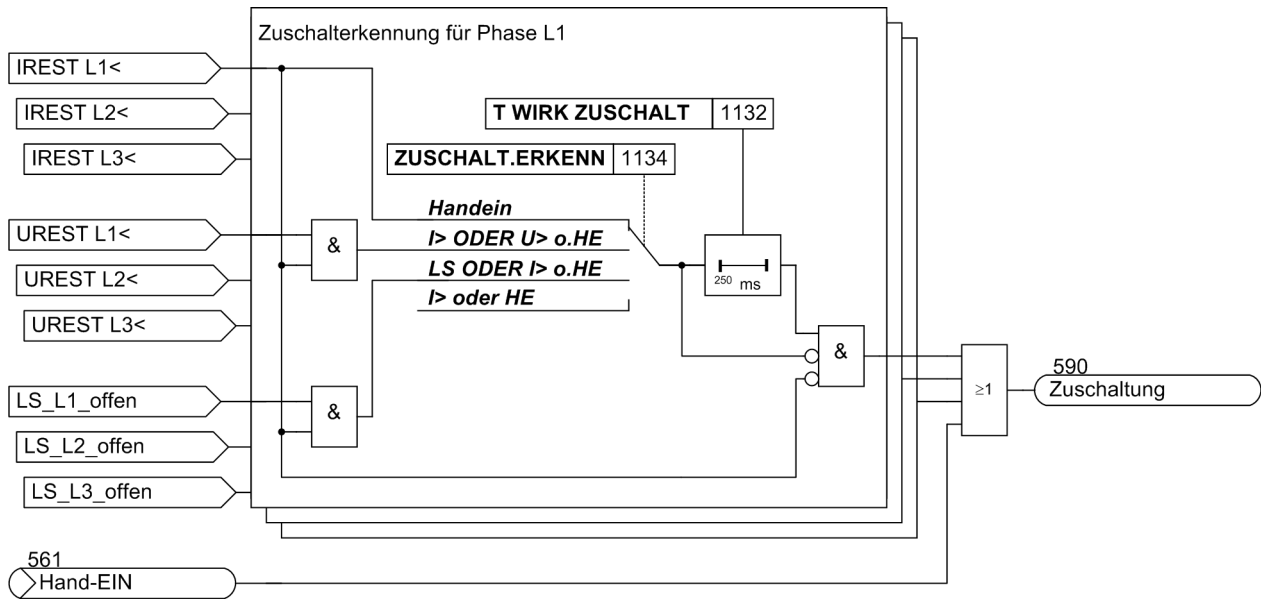 Zuschalterkennung für Phase L1
IREST L1<
IREST L2<
IREST L3<
T WIRK ZUSCHALT 1132
ZUSCHALT.ERKENN 1134
UREST L1<
UREST L2<
UREST L3<
&
Handein
I> ODER U> o.HE
LS ODER I> o.HE
I> oder HE
250 ms
&
≥1
590
Zuschaltung
LS_L1_offen
LS_L2_offen
LS_L3_offen
&
561
Hand-EIN